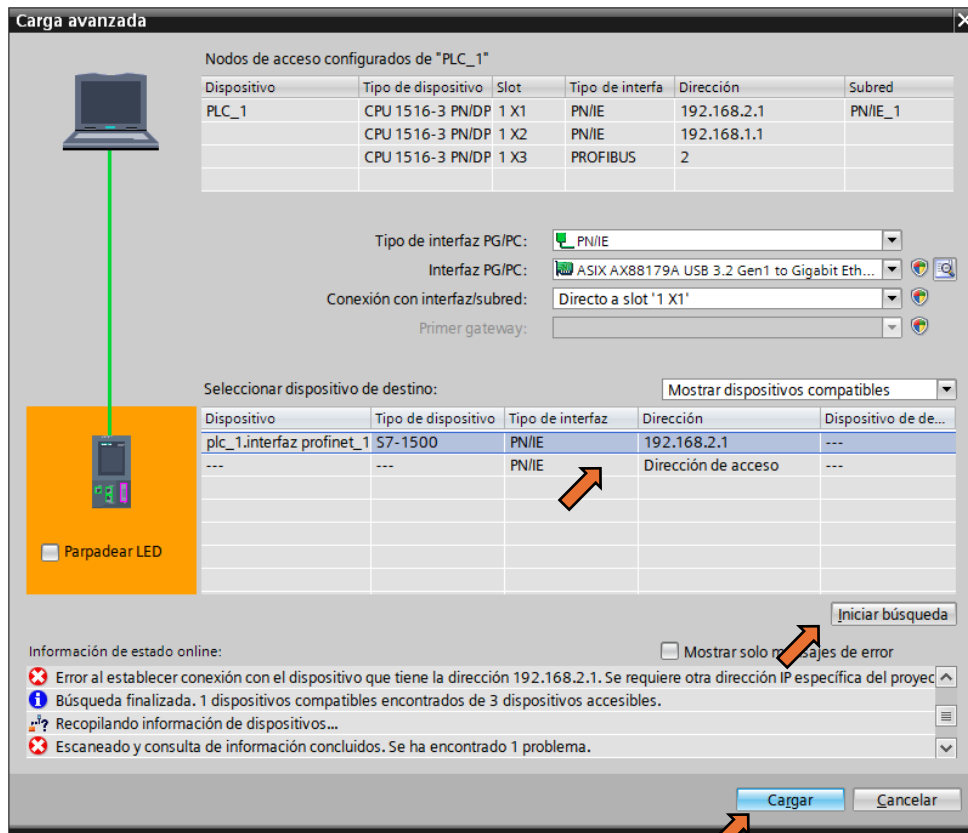 Carga avanzada
Nodos de acceso configurados de "PLC_1"
Dispositivo Tipo de dispositivo Slot Tipo de interfa Dirección Subred
PLC_1 CPU 1516-3 PN/DP 1 X1 PN/IE 192.168.2.1 PN/IE_1
CPU 1516-3 PN/DP 1 X2 PN/IE 192.168.1.1
CPU 1516-3 PN/DP 1 X3 PROFIBUS 2
Tipo de interfaz PG/PC: PN/IE
Interfaz PG/PC: ASIX AX88179A USB 3.2 Gen1 to Gigabit Eth...
Conexión con interfaz/subred: Directo a slot '1 X1'
Primer gateway:
Seleccionar dispositivo de destino: Mostrar dispositivos compatibles
Dispositivo Tipo de dispositivo Tipo de interfaz Dirección Dispositivo de de...
plc_1.interfaz profinet_1 S7-1500 PN/IE 192.168.2.1 ---
--- --- PN/IE Dirección de acceso ---
Parpadear LED
Iniciar búsqueda
Información de estado online: Mostrar solo mensajes de error
Error al establecer conexión con el dispositivo que tiene la dirección 192.168.2.1. Se requiere otra dirección IP específica del proyec
Búsqueda finalizada. 1 dispositivos compatibles encontrados de 3 dispositivos accesibles.
Recopilando información de dispositivos...
Escaneado y consulta de información concluidos. Se ha encontrado 1 problema.
Cargar Cancelar